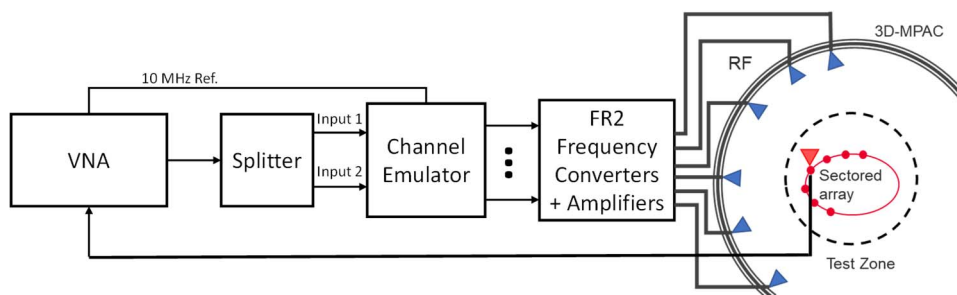 10 MHz Ref.
VNA
Splitter
Input 1
Input 2
Channel
Emulator
FR2
Frequency
Converters
+ Amplifiers
RF
3D-MPAC
Sectored
array
Test Zone